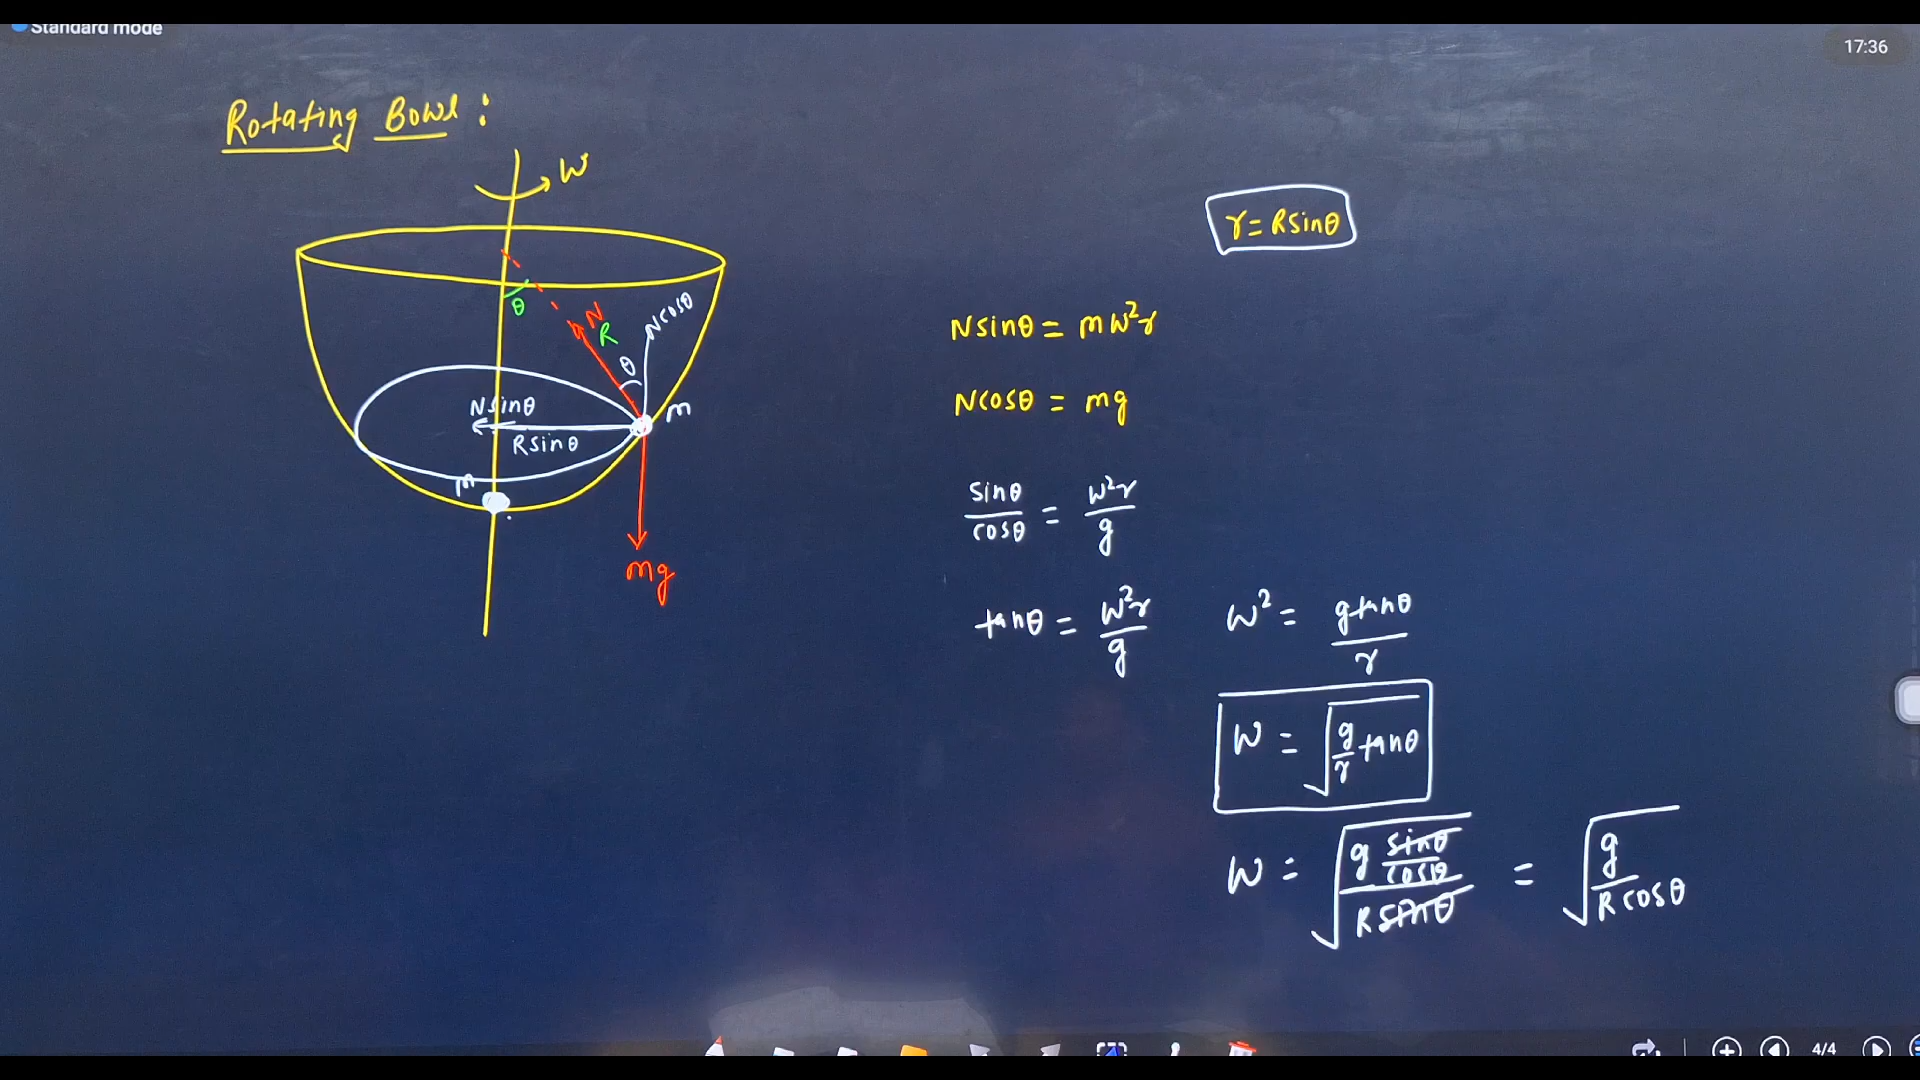 Standard mode
17:36
Rotating Bowl :
W
θ
N
R
Ncosθ
θ
Nsinθ
m
Rsinθ
m
mg
r = Rsinθ
Nsinθ = mW²r
Ncosθ = mg
sinθ/cosθ = W²r/g
tanθ = W²r/g
W² = gtanθ/r
W = √(g/r tanθ)
W = √(g sinθ/cosθ / Rsinθ) = √(g/Rcosθ)
4/4